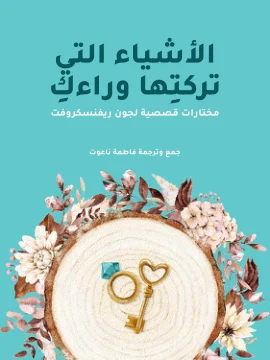 الأشياء التي
تركتِها وراءكِ
مختارات قصصية لجون ريفنسكروفت
جمع وترجمة فاطمة ناعوت